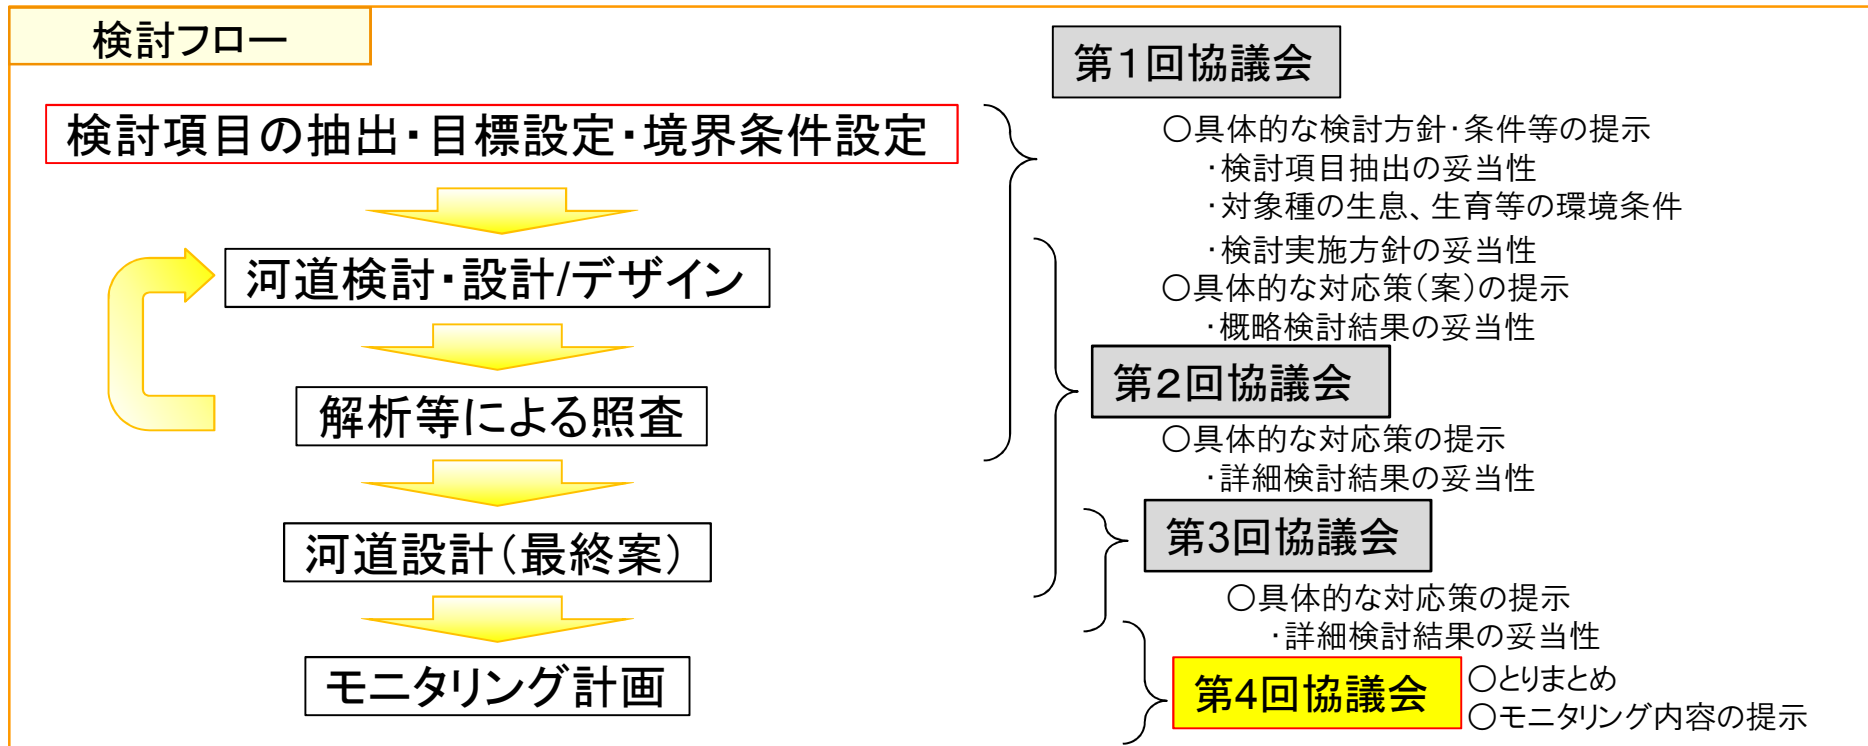 検討フロー
検討項目の抽出・目標設定・境界条件設定
河道検討・設計/デザイン
解析等による照査
河道設計（最終案）
モニタリング計画
第１回協議会
○具体的な検討方針・条件等の提示
・検討項目抽出の妥当性
・対象種の生息、生育等の環境条件
・検討実施方針の妥当性
○具体的な対応策（案）の提示
・概略検討結果の妥当性
第２回協議会
○具体的な対応策の提示
・詳細検討結果の妥当性
第3回協議会
○具体的な対応策の提示
・詳細検討結果の妥当性
第4回協議会
○とりまとめ
○モニタリング内容の提示